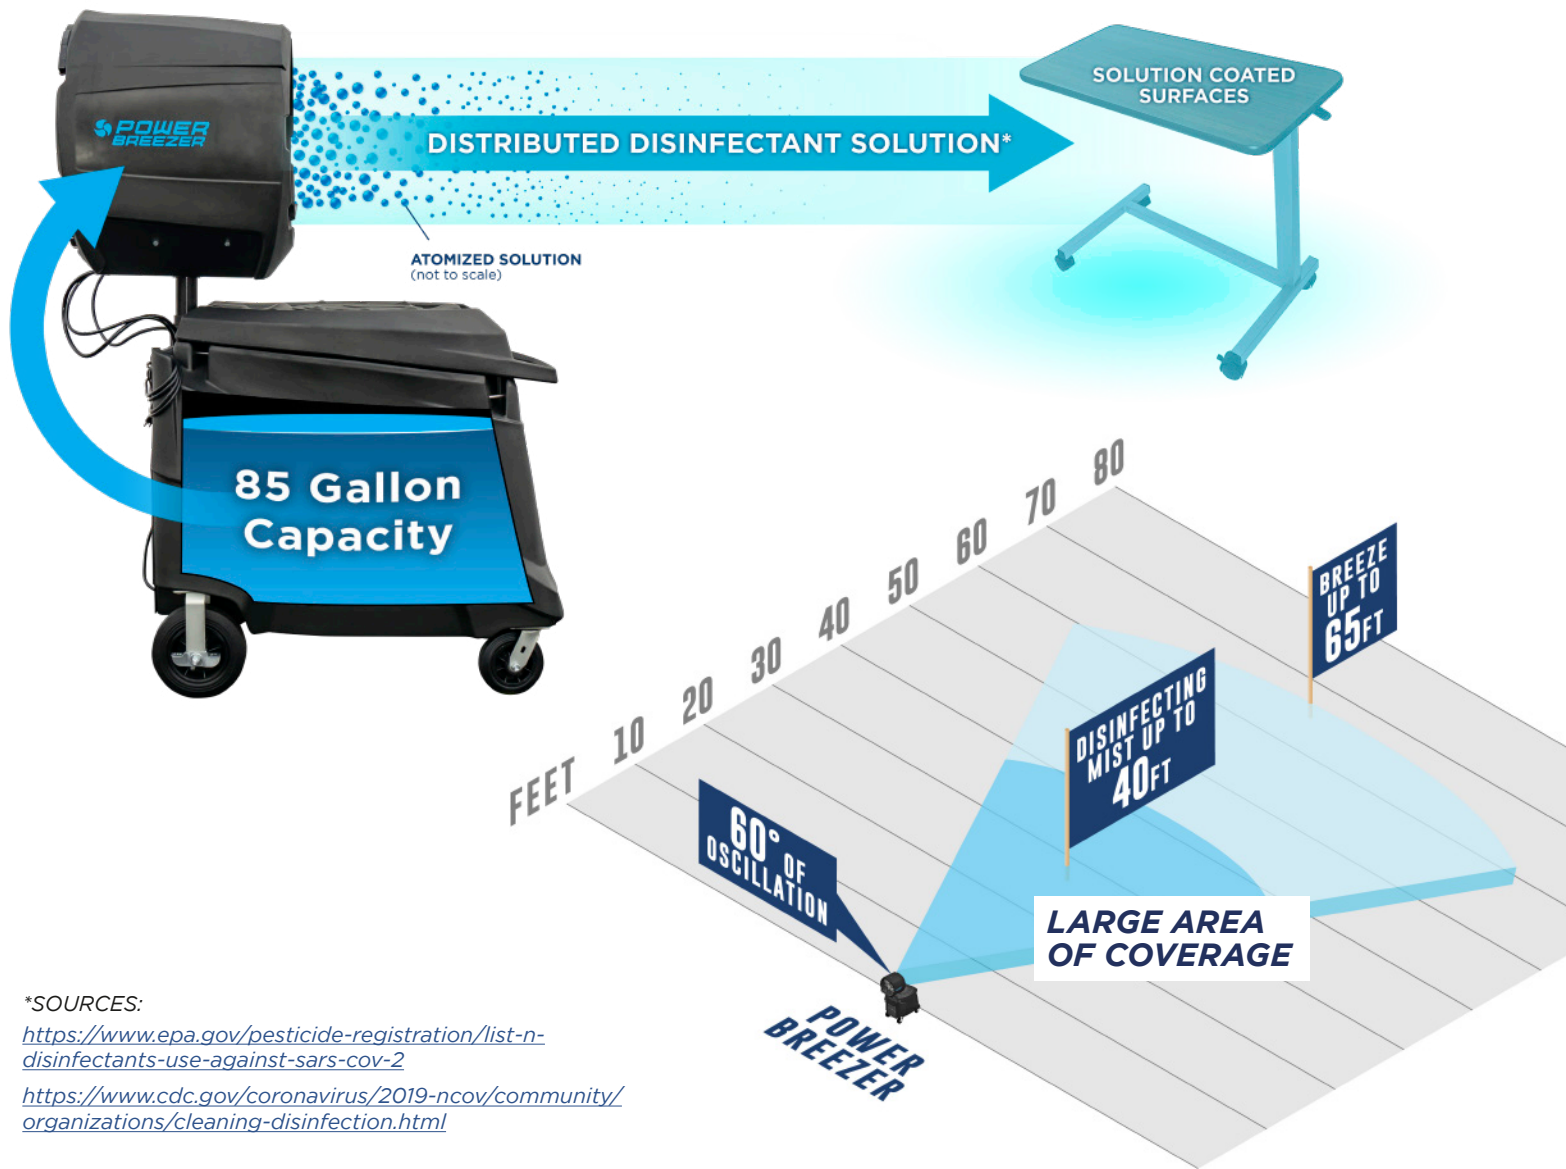 POWER
BREEZER
DISTRIBUTED DISINFECTANT SOLUTION*
SOLUTION COATED
SURFACES
ATOMIZED SOLUTION
(not to scale)
85 Gallon
Capacity
FEET 10 20 30 40 50 60 70 80
BREEZE
UP TO
65FT
DISINFECTING
MIST UP TO
40FT
60° OF
OSCILLATION
LARGE AREA
OF COVERAGE
POWER
BREEZER
*SOURCES:
https://www.epa.gov/pesticide-registration/list-n-
disinfectants-use-against-sars-cov-2
https://www.cdc.gov/coronavirus/2019-ncov/community/
organizations/cleaning-disinfection.html